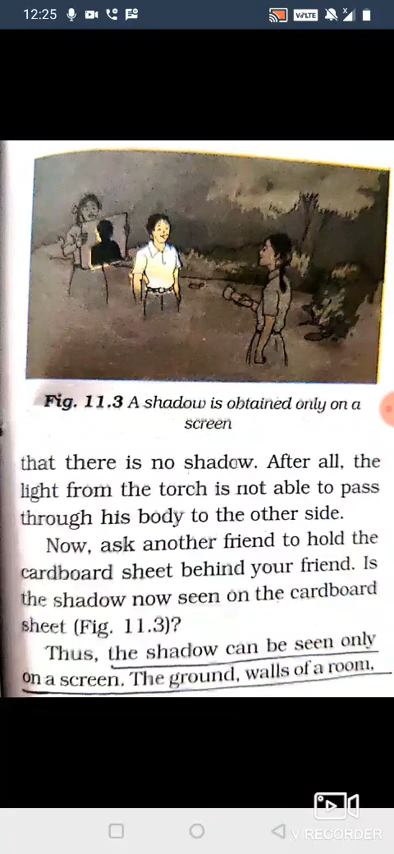 12:25
VoLTE
Fig. 11.3 A shadow is obtained only on a
screen
that there is no shadow. After all, the
light from the torch is not able to pass
through his body to the other side.
Now, ask another friend to hold the
cardboard sheet behind your friend. Is
the shadow now seen on the cardboard
sheet (Fig. 11.3)?
Thus, the shadow can be seen only
on a screen. The ground, walls of a room,
V RECORDER